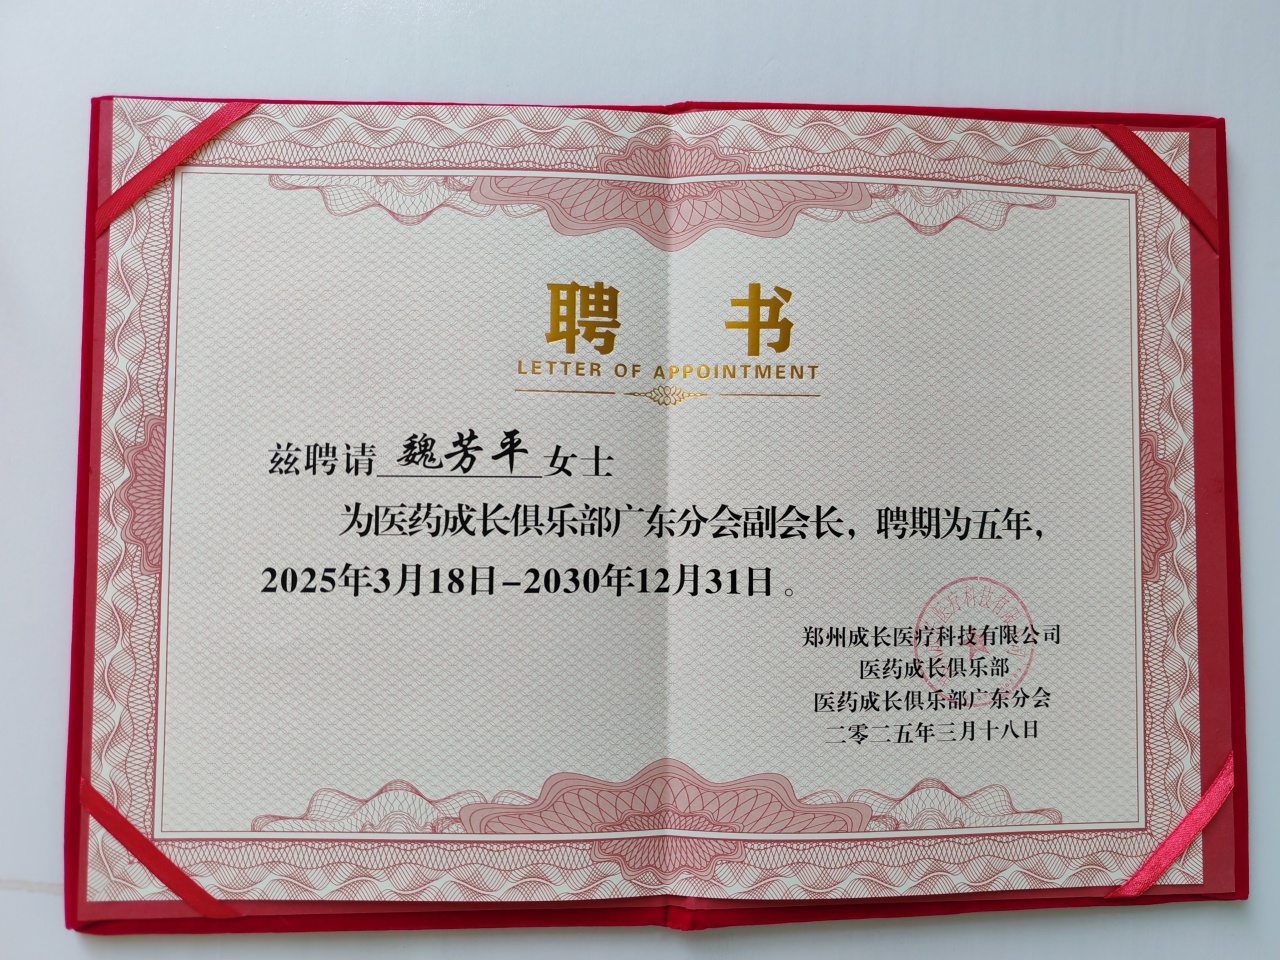 聘书
LETTER OF APPOINTMENT
兹聘请 魏芳平 女士
为医药成长俱乐部广东分会副会长，聘期为五年，
2025年3月18日-2030年12月31日。
郑州成长医疗科技有限公司
医药成长俱乐部
医药成长俱乐部广东分会
二零二五年三月十八日